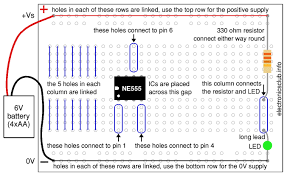 +Vs
+
holes in each of these rows are linked, use the top row for the positive supply
these holes connect to pin 6
330 ohm resistor
connect either way round
6V
battery
(4xAA)
the 5 holes in each
column are linked
NE555
ICs are placed
across this gap
this column connects
the resistor and LED
long lead
LED
these holes connect to pin 1
these holes connect to pin 4
0V
holes in each of these rows are linked, use the bottom row for the 0V supply
electronicsclub.info